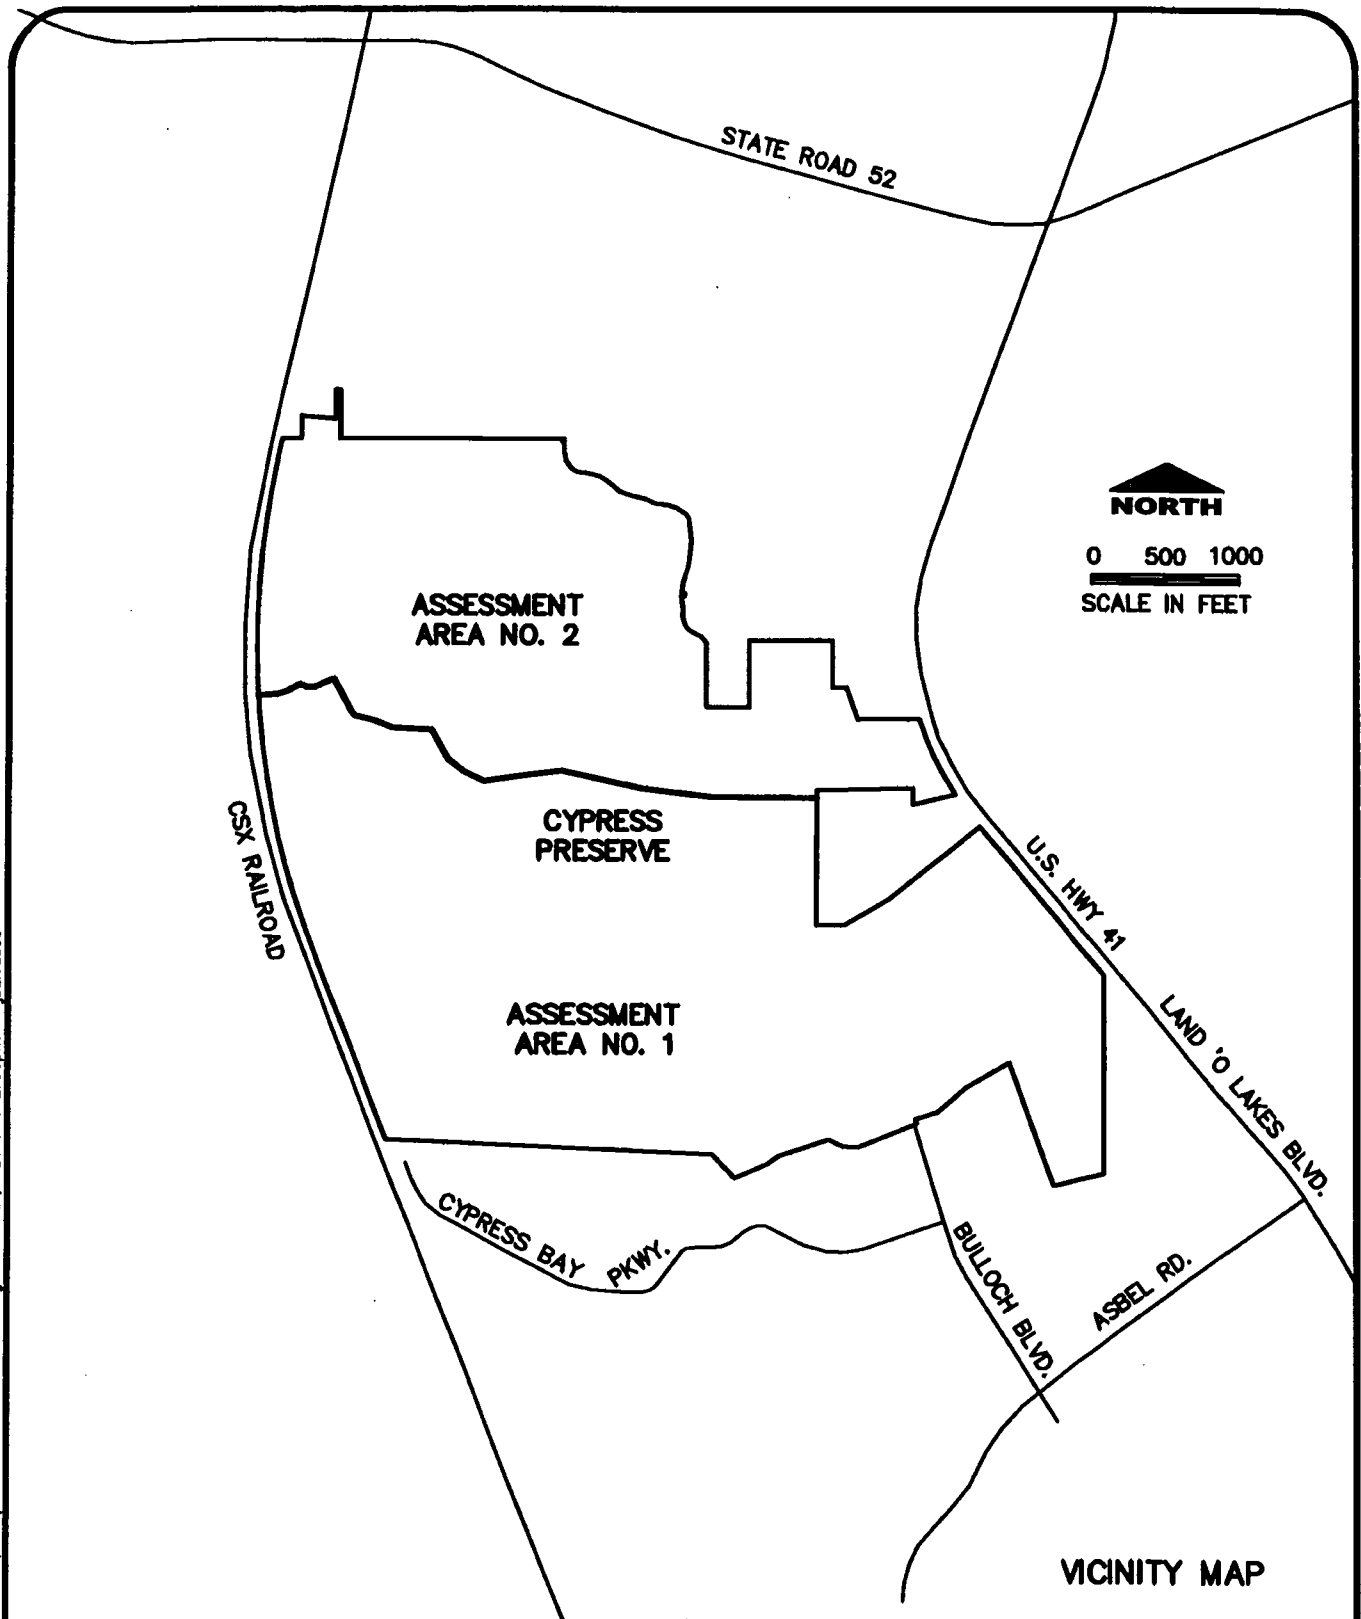 STATE ROAD 52
NORTH
0 500 1000
SCALE IN FEET
ASSESSMENT
AREA NO. 2
CYPRESS
PRESERVE
CSX RAILROAD
U.S. HWY 41
LAND 'O LAKES BLVD.
ASSESSMENT
AREA NO. 1
CYPRESS BAY PKWY.
BULLOCH BLVD.
ASBEL RD.
VICINITY MAP